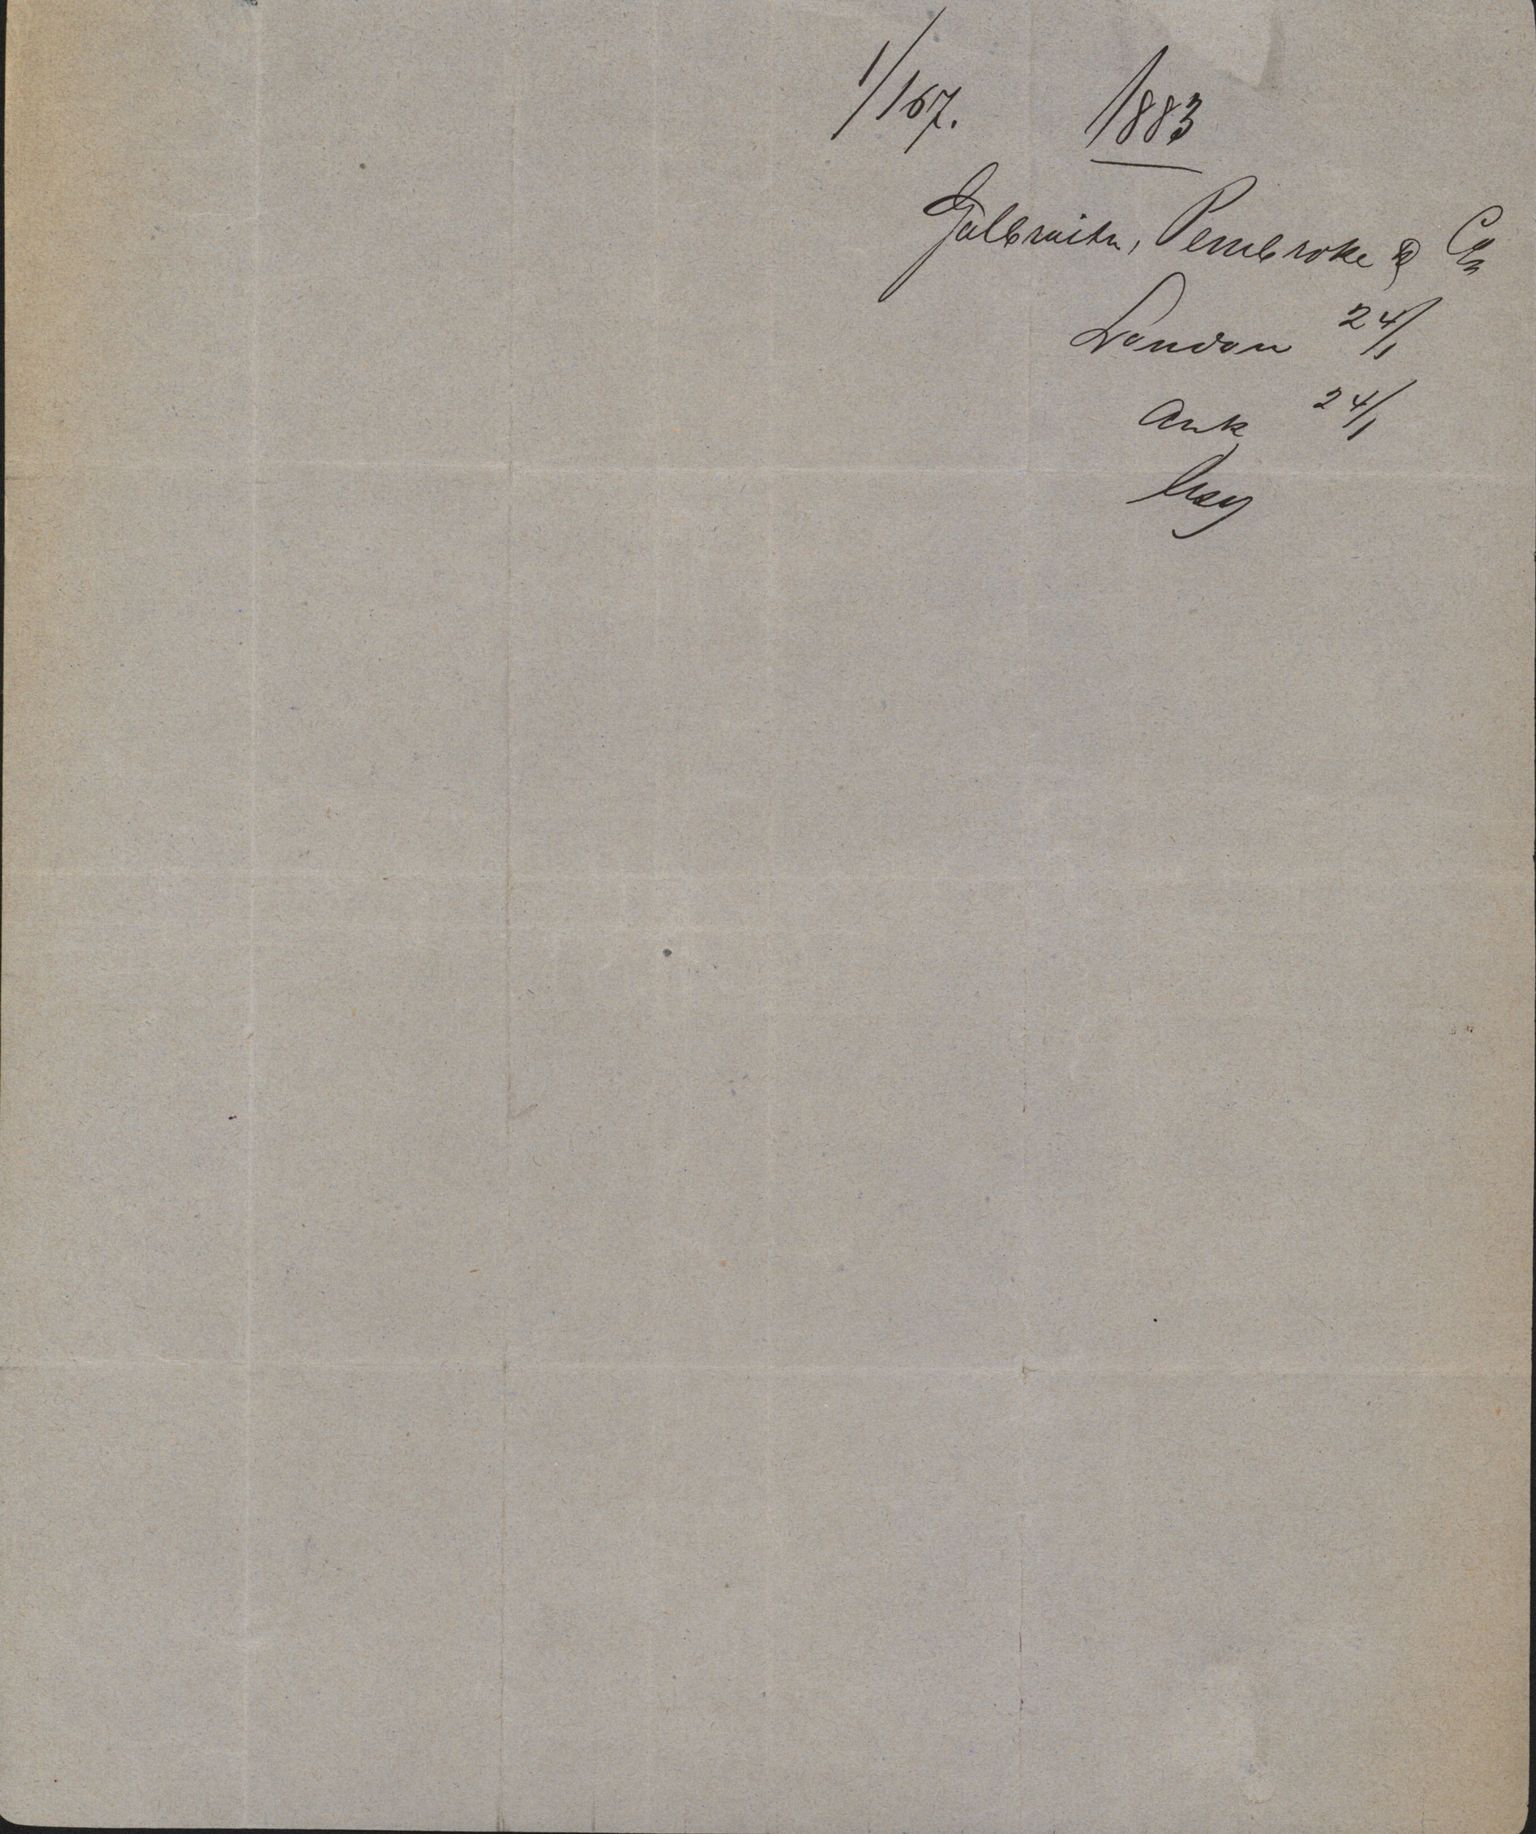 1/167. 1883
Galbraith, Pembroke & Co
London 24/1
Ank 24/1